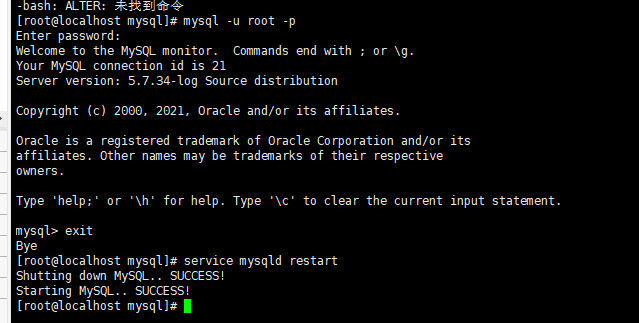 -bash: ALTER: 未找到命令
[root@localhost mysql]# mysql -u root -p
Enter password:
Welcome to the MySQL monitor.  Commands end with ; or \g.
Your MySQL connection id is 21
Server version: 5.7.34-log Source distribution
Copyright (c) 2000, 2021, Oracle and/or its affiliates.
Oracle is a registered trademark of Oracle Corporation and/or its
affiliates. Other names may be trademarks of their respective
owners.
Type 'help;' or '\h' for help. Type '\c' to clear the current input statement.
mysql> exit
Bye
[root@localhost mysql]# service mysqld restart
Shutting down MySQL.. SUCCESS!
Starting MySQL.. SUCCESS!
[root@localhost mysql]#